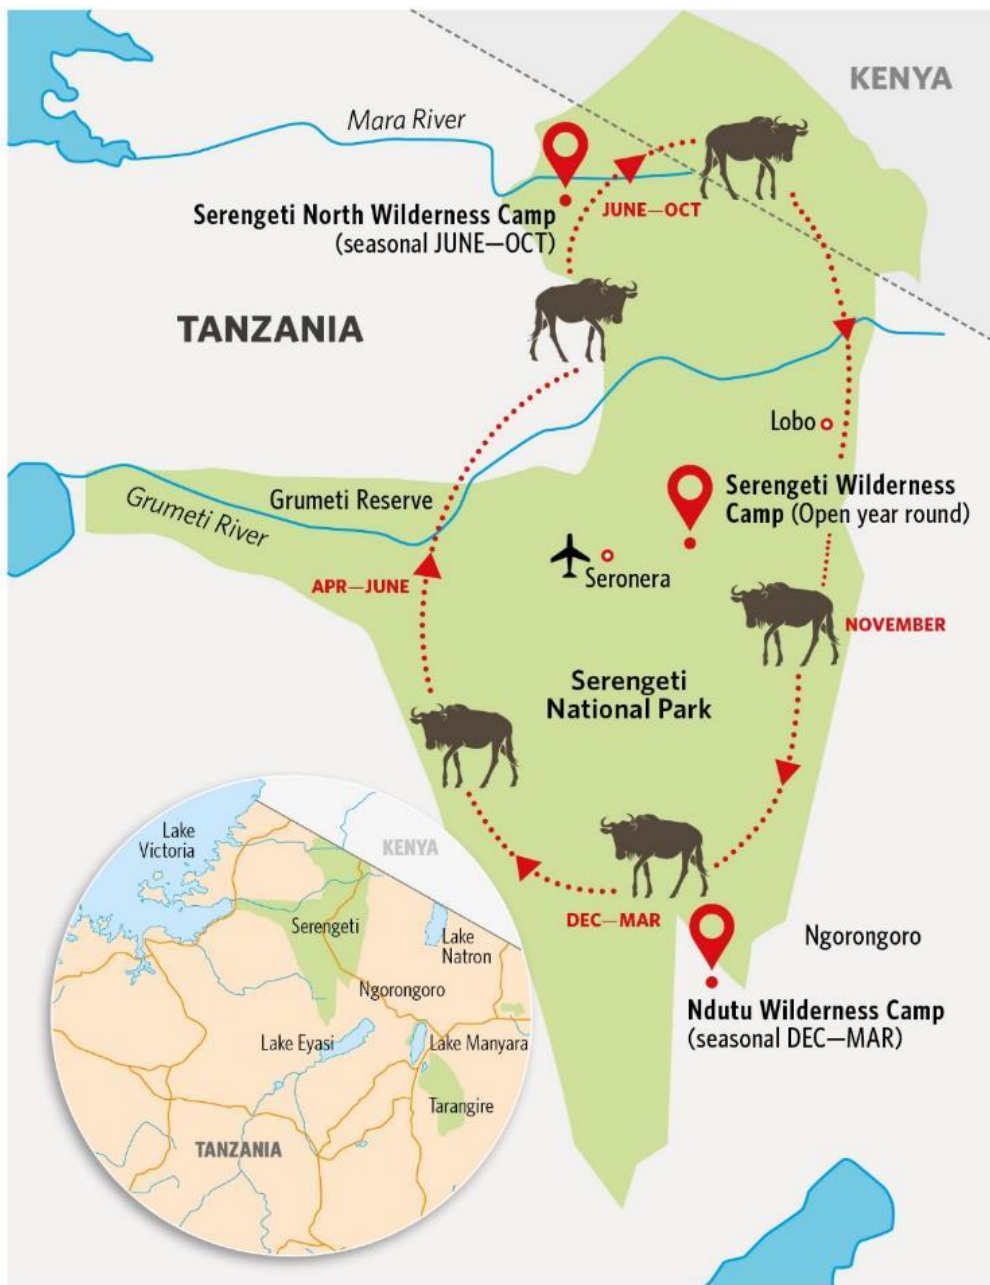 KENYA
Mara River
Serengeti North Wilderness Camp
(seasonal JUNE—OCT)
JUNE—OCT
TANZANIA
Lobo
Serengeti Wilderness
Camp (Open year round)
Grumeti Reserve
Grumeti River
Seronera
APR—JUNE
NOVEMBER
Serengeti
National Park
DEC—MAR
Ngorongoro
Ndutu Wilderness Camp
(seasonal DEC—MAR)
Lake
Victoria
KENYA
Serengeti
Lake
Natron
Ngorongoro
Lake Eyasi
Lake Manyara
Tarangire
TANZANIA